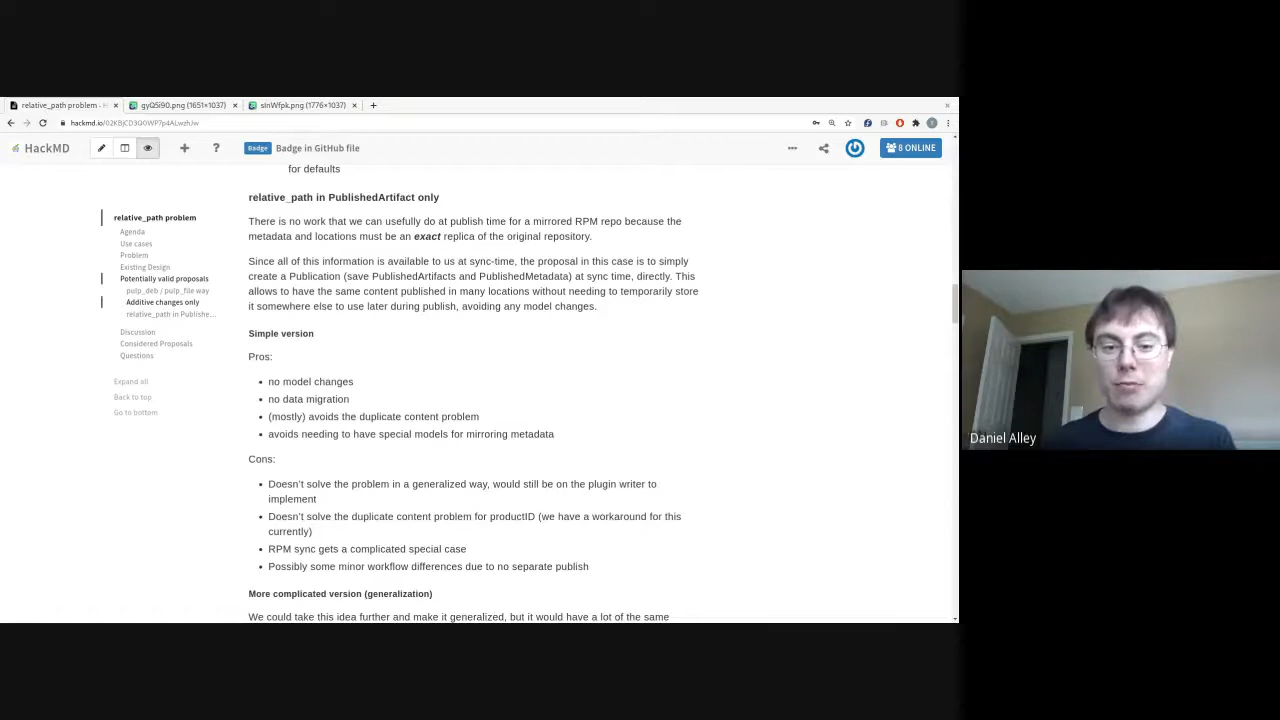 relative_path problem - H
gyQ5i90.png (1651×1037)
slnWfpk.png (1776×1037)
hackmd.io/02KBjCD3Q0WP7p4ALwzhJw
HackMD
Badge Badge in GitHub file
8 ONLINE
for defaults
relative_path in PublishedArtifact only
There is no work that we can usefully do at publish time for a mirrored RPM repo because the
metadata and locations must be an exact replica of the original repository.
Since all of this information is available to us at sync-time, the proposal in this case is to simply
create a Publication (save PublishedArtifacts and PublishedMetadata) at sync time, directly. This
allows to have the same content published in many locations without needing to temporarily store
it somewhere else to use later during publish, avoiding any model changes.
Simple version
Pros:
• no model changes
• no data migration
• (mostly) avoids the duplicate content problem
• avoids needing to have special models for mirroring metadata
Cons:
• Doesn't solve the problem in a generalized way, would still be on the plugin writer to
implement
• Doesn't solve the duplicate content problem for productID (we have a workaround for this
currently)
• RPM sync gets a complicated special case
• Possibly some minor workflow differences due to no separate publish
More complicated version (generalization)
We could take this idea further and make it generalized, but it would have a lot of the same
relative_path problem
Agenda
Use cases
Problem
Existing Design
Potentially valid proposals
pulp_deb / pulp_file way
Additive changes only
relative_path in Publishe...
Discussion
Considered Proposals
Questions
Expand all
Back to top
Go to bottom
Daniel Alley